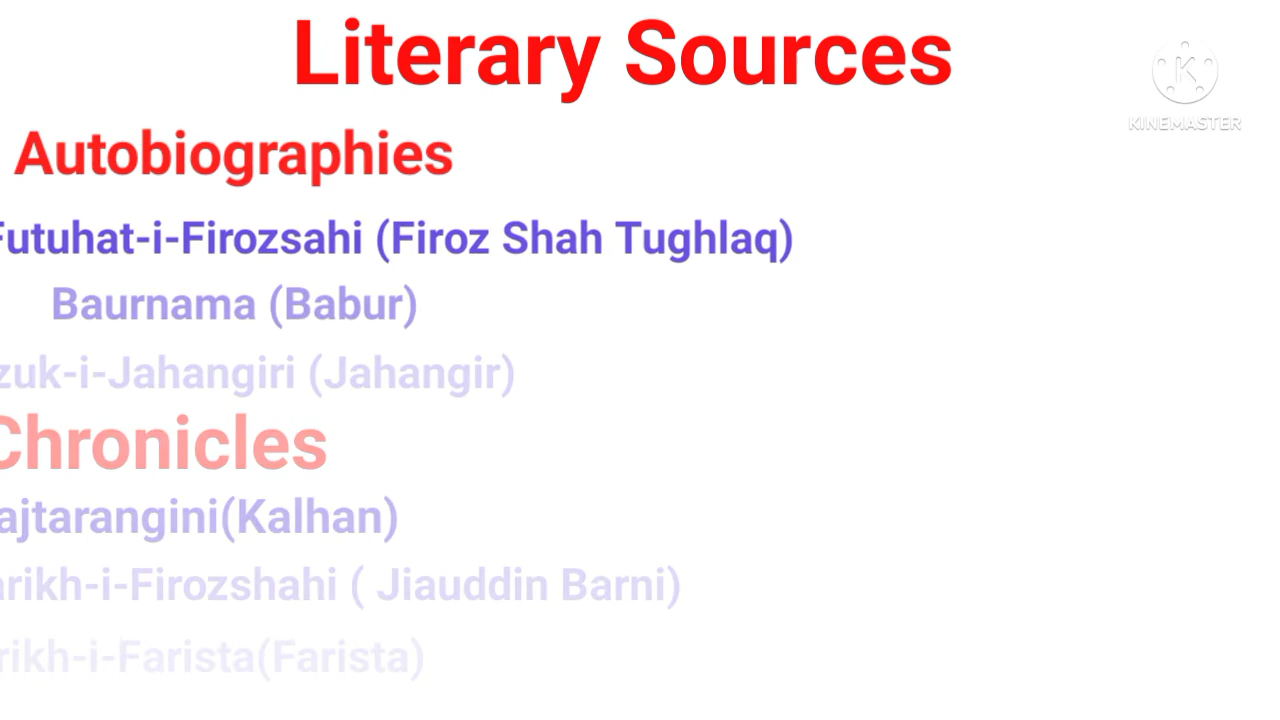 Literary Sources
KINEMASTER
Autobiographies
Futuhat-i-Firozsahi (Firoz Shah Tughlaq)
Baurnama (Babur)
zuk-i-Jahangiri (Jahangir)
Chronicles
ajtarangini(Kalhan)
arikh-i-Firozshahi ( Jiauddin Barni)
rikh-i-Farista(Farista)